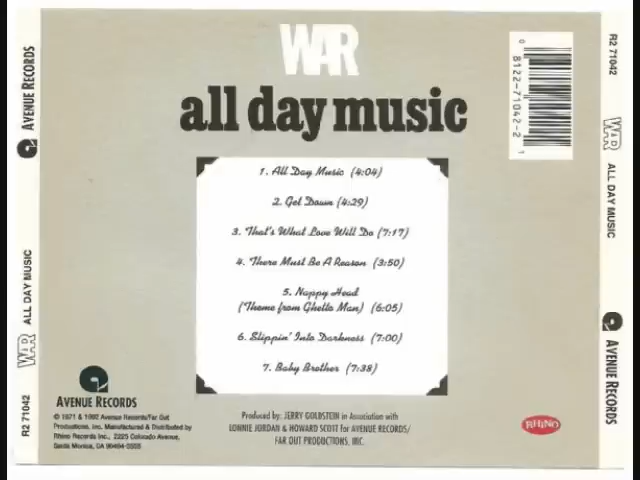 WAR
all day music
1. All Day Music (4:04)
2. Get Down (4:29)
3. That's What Love Will Do (7:17)
4. There Must Be A Reason (3:50)
5. Nappy Head
(Theme from Ghetto Man) (6:05)
6. Slippin' Into Darkness (7:00)
7. Baby Brother (7:38)
AVENUE RECORDS
© 1971 & 1992 Avenue Records/Far Out
Productions, Inc. Manufactured & Distributed by
Rhino Records Inc., 2225 Colorado Avenue,
Santa Monica, CA 90404-3555
Produced by: JERRY GOLDSTEIN in Association with
LONNIE JORDAN & HOWARD SCOTT for AVENUE RECORDS/
FAR OUT PRODUCTIONS, INC.
RHINO
0 8122-71042-2 1
AVENUE RECORDS
WAR ALL DAY MUSIC
R2 71042
R2 71042
WAR ALL DAY MUSIC
AVENUE RECORDS